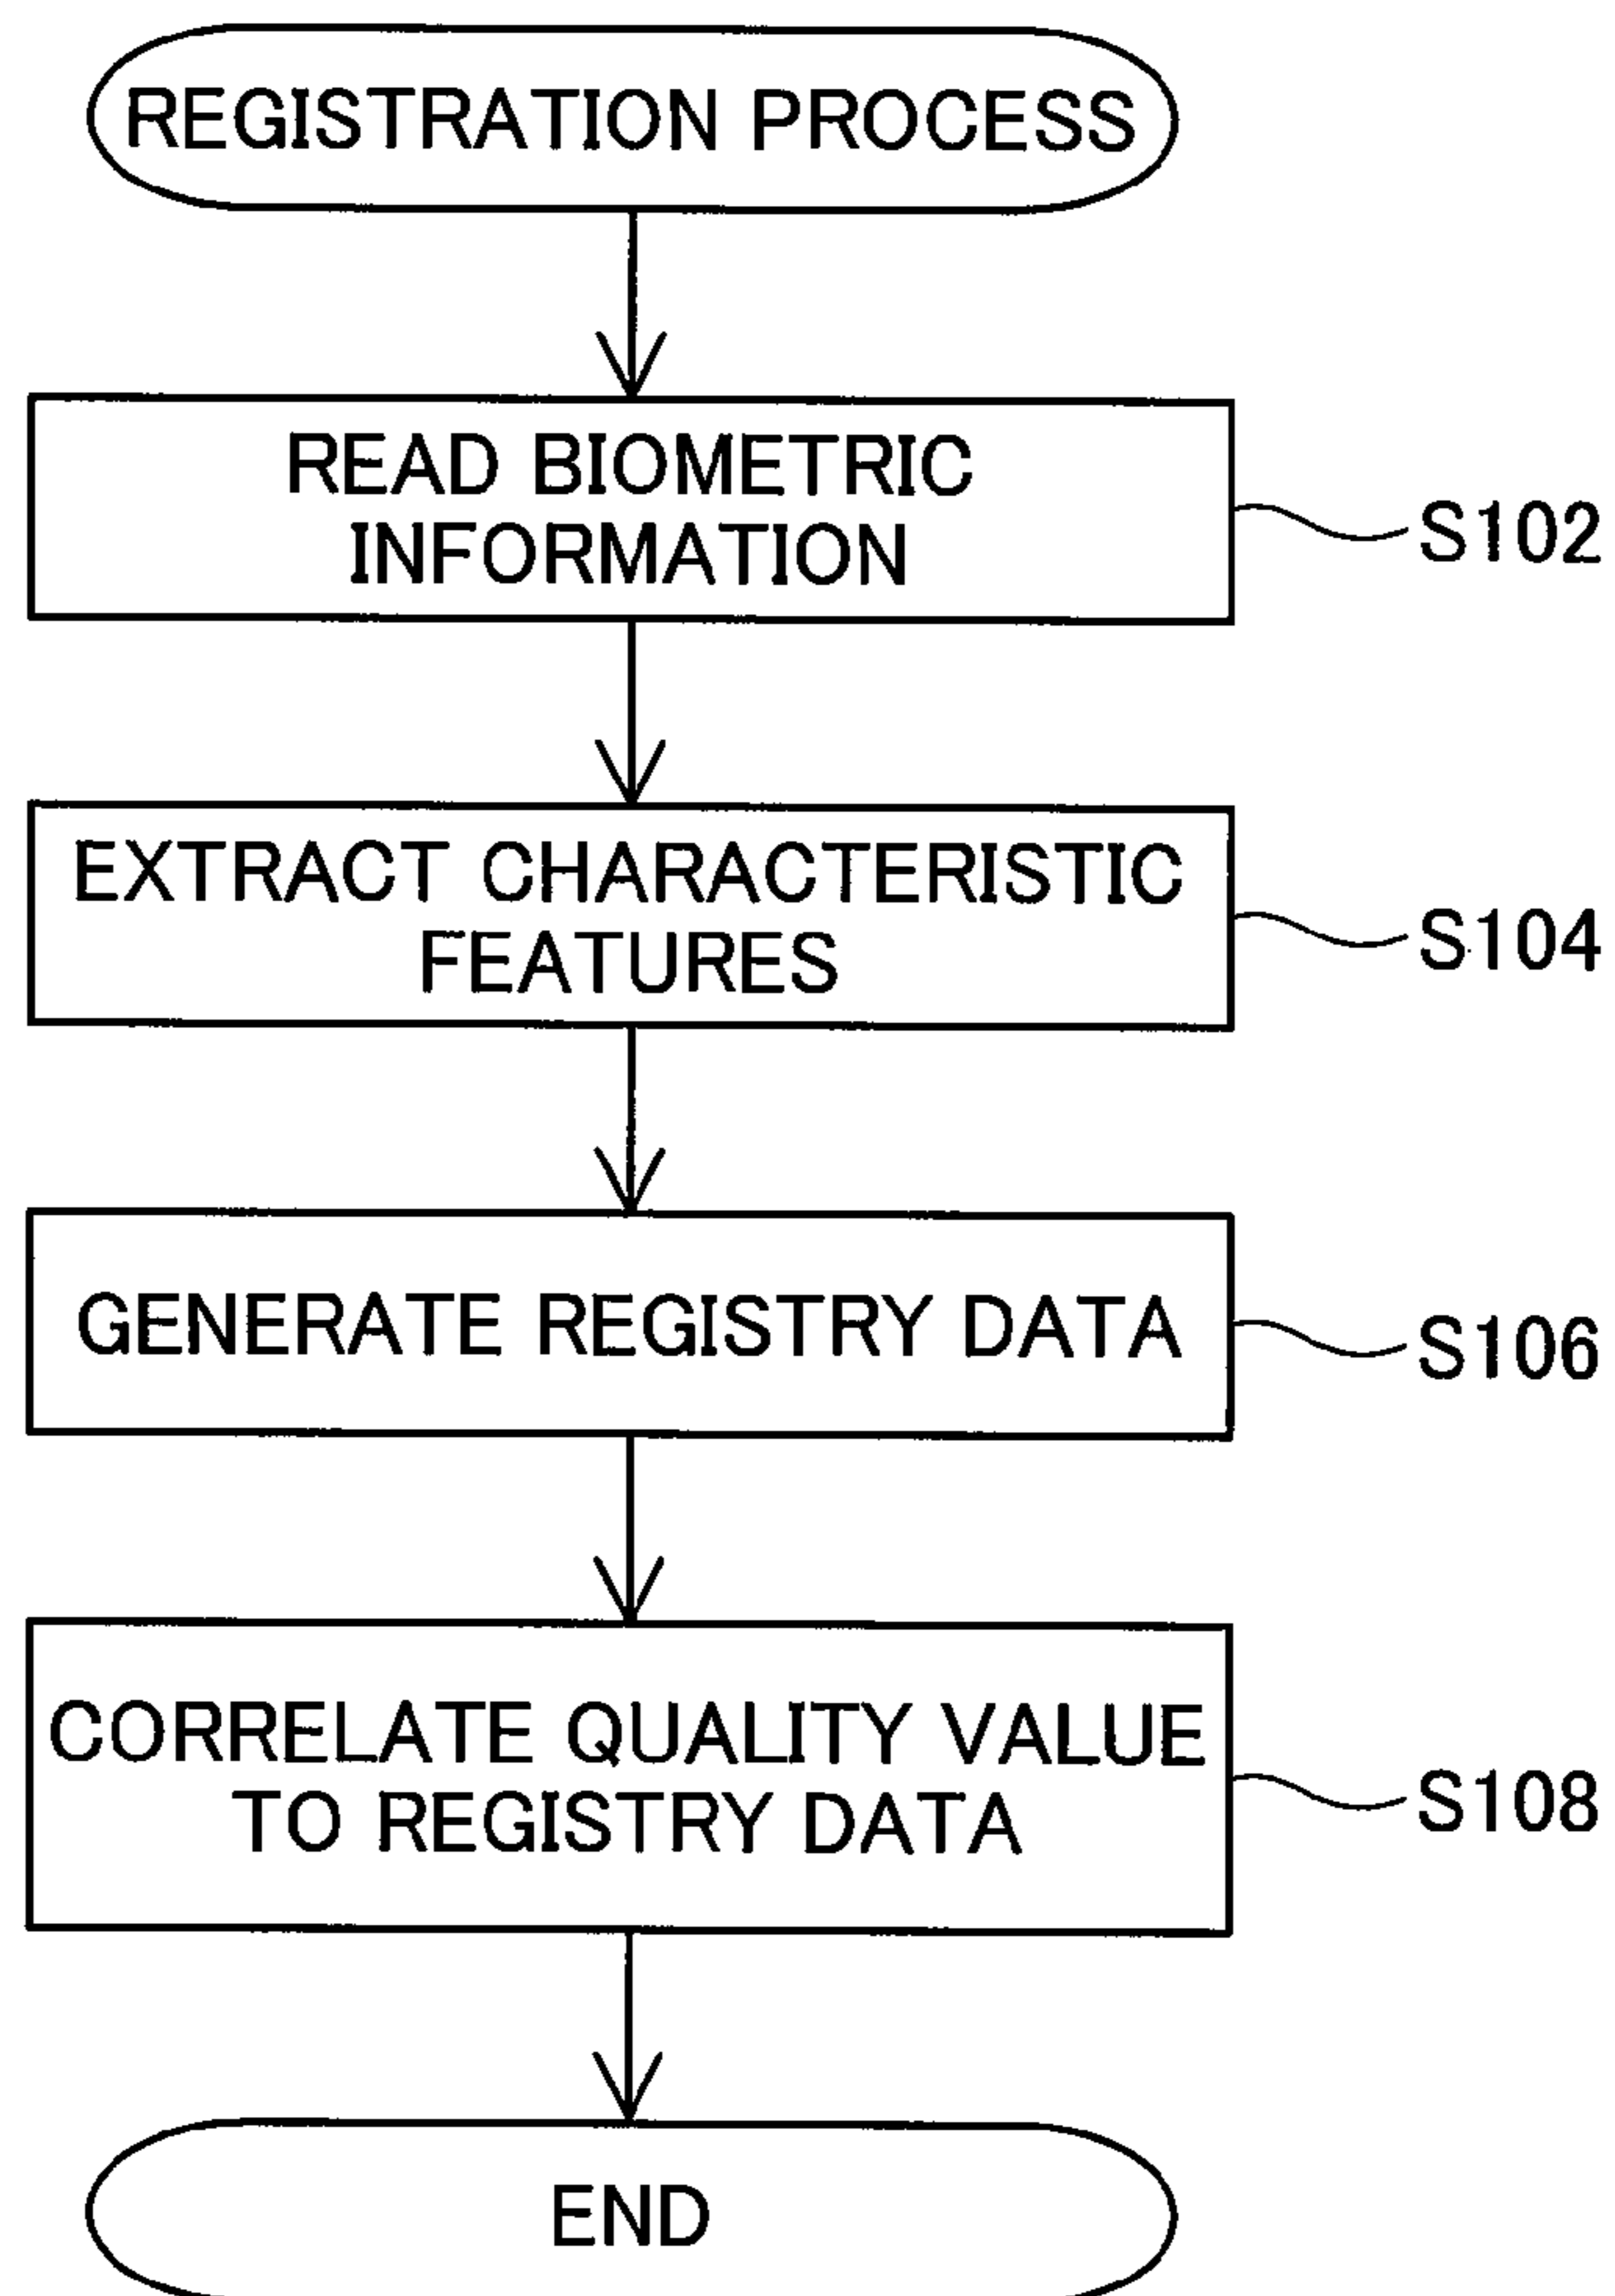 REGISTRATION PROCESS
READ BIOMETRIC
INFORMATION
S102
EXTRACT CHARACTERISTIC
FEATURES
S104
GENERATE REGISTRY DATA
S106
CORRELATE QUALITY VALUE
TO REGISTRY DATA
S108
END